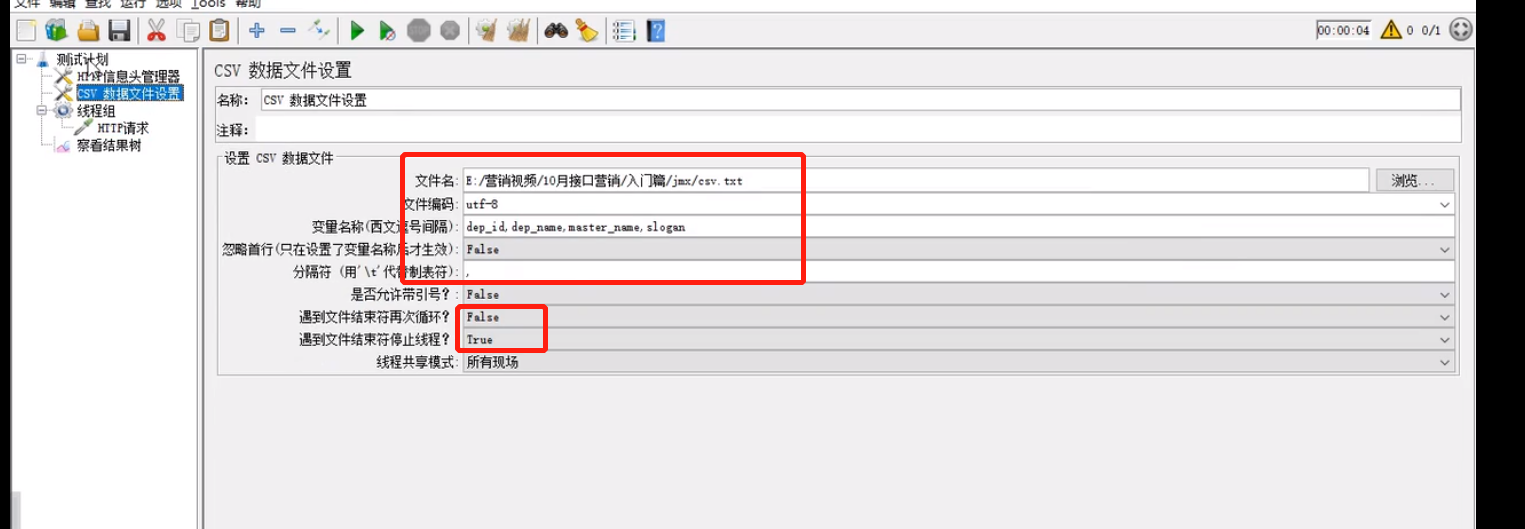 文件 编辑 查找 运行 选项 Tools 帮助
00:00:04 0 0/1
测试计划
HTTP信息头管理器
CSV 数据文件设置
线程组
HTTP请求
察看结果树
CSV 数据文件设置
名称: CSV 数据文件设置
注释:
设置 CSV 数据文件
文件名: E:/营销视频/10月接口营销/入门篇/jmx/csv.txt 浏览...
文件编码: utf-8
变量名称(西文逗号间隔): dep_id,dep_name,master_name,slogan
忽略首行(只在设置了变量名称后才生效): False
分隔符 (用'\t'代替制表符): ,
是否允许带引号?: False
遇到文件结束符再次循环? False
遇到文件结束符停止线程? True
线程共享模式: 所有现场